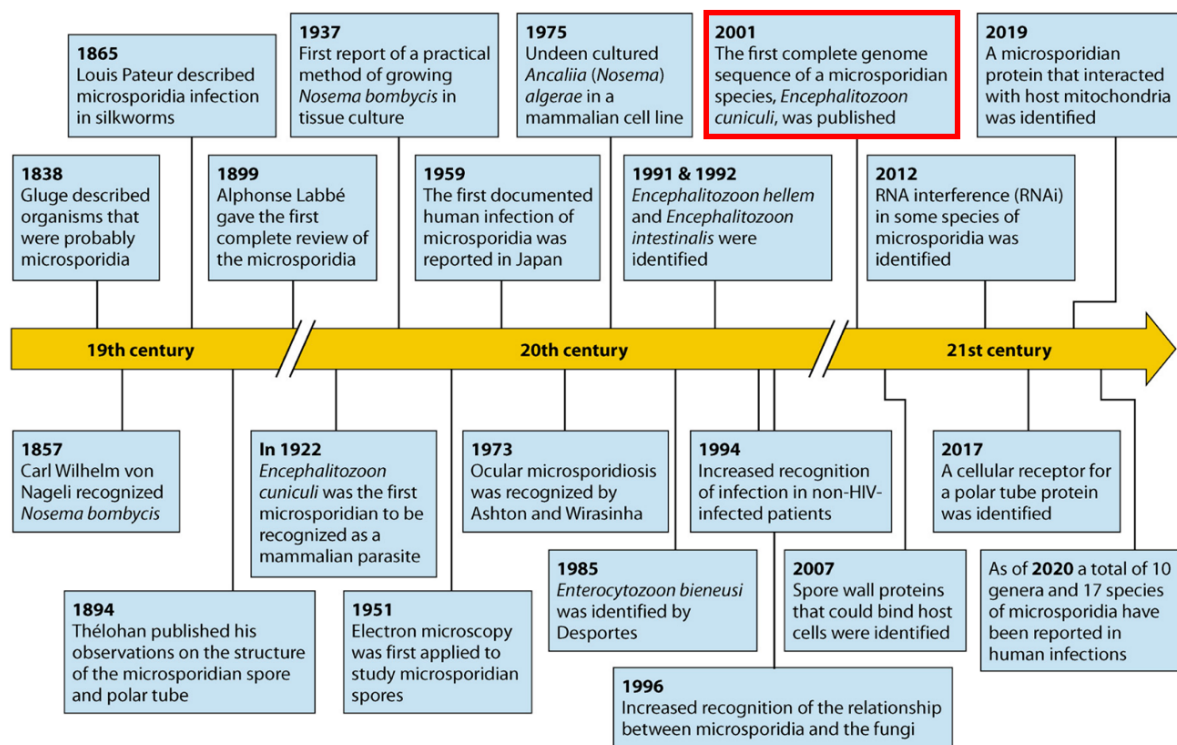 1865
Louis Pateur described
microsporidia infection
in silkworms
1937
First report of a practical
method of growing
Nosema bombycis in
tissue culture
1975
Undeen cultured
Ancaliia (Nosema)
algerae in a
mammalian cell line
2001
The first complete genome
sequence of a microsporidian
species, Encephalitozoon
cuniculi, was published
2019
A microsporidian
protein that interacted
with host mitochondria
was identified
1838
Gluge described
organisms that
were probably
microsporidia
1899
Alphonse Labbé
gave the first
complete review of
the microsporidia
1959
The first documented
human infection of
microsporidia was
reported in Japan
1991 & 1992
Encephalitozoon hellem
and Encephalitozoon
intestinalis were
identified
2012
RNA interference (RNAi)
in some species of
microsporidia was
identified
19th century
20th century
21st century
1857
Carl Wilhelm von
Nageli recognized
Nosema bombycis
In 1922
Encephalitozoon
cuniculi was the first
microsporidian to be
recognized as a
mammalian parasite
1973
Ocular microsporidiosis
was recognized by
Ashton and Wirasinha
1994
Increased recognition
of infection in non-HIV-
infected patients
2017
A cellular receptor for
a polar tube protein
was identified
1894
Thélohan published his
observations on the structure
of the microsporidian spore
and polar tube
1951
Electron microscopy
was first applied to
study microsporidian
spores
1985
Enterocytozoon bieneusi
was identified by
Desportes
2007
Spore wall proteins
that could bind host
cells were identified
As of 2020 a total of 10
genera and 17 species
of microsporidia have
been reported in
human infections
1996
Increased recognition of the relationship
between microsporidia and the fungi